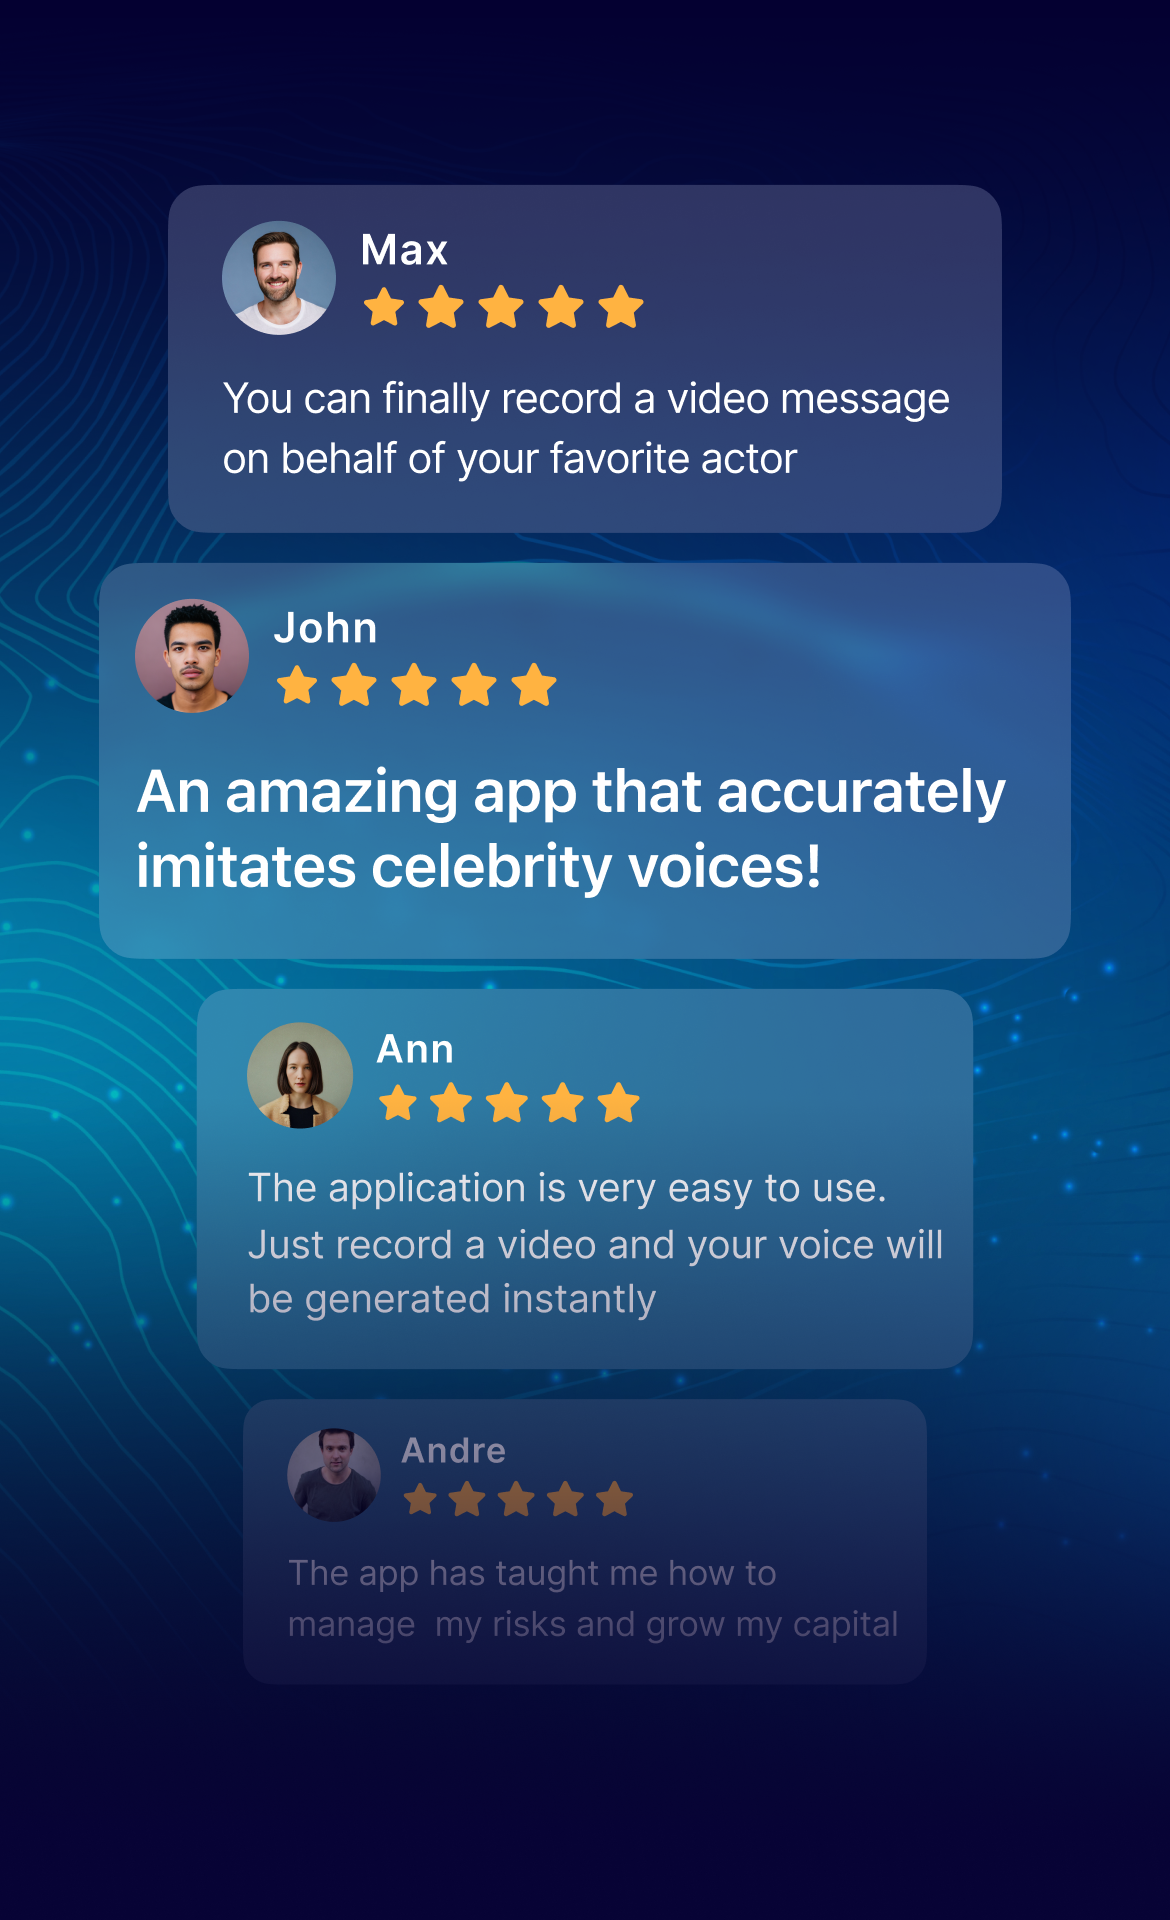 Max
You can finally record a video message
on behalf of your favorite actor
John
An amazing app that accurately
imitates celebrity voices!
Ann
The application is very easy to use.
Just record a video and your voice will
be generated instantly
Andre
The app has taught me how to
manage  my risks and grow my capital